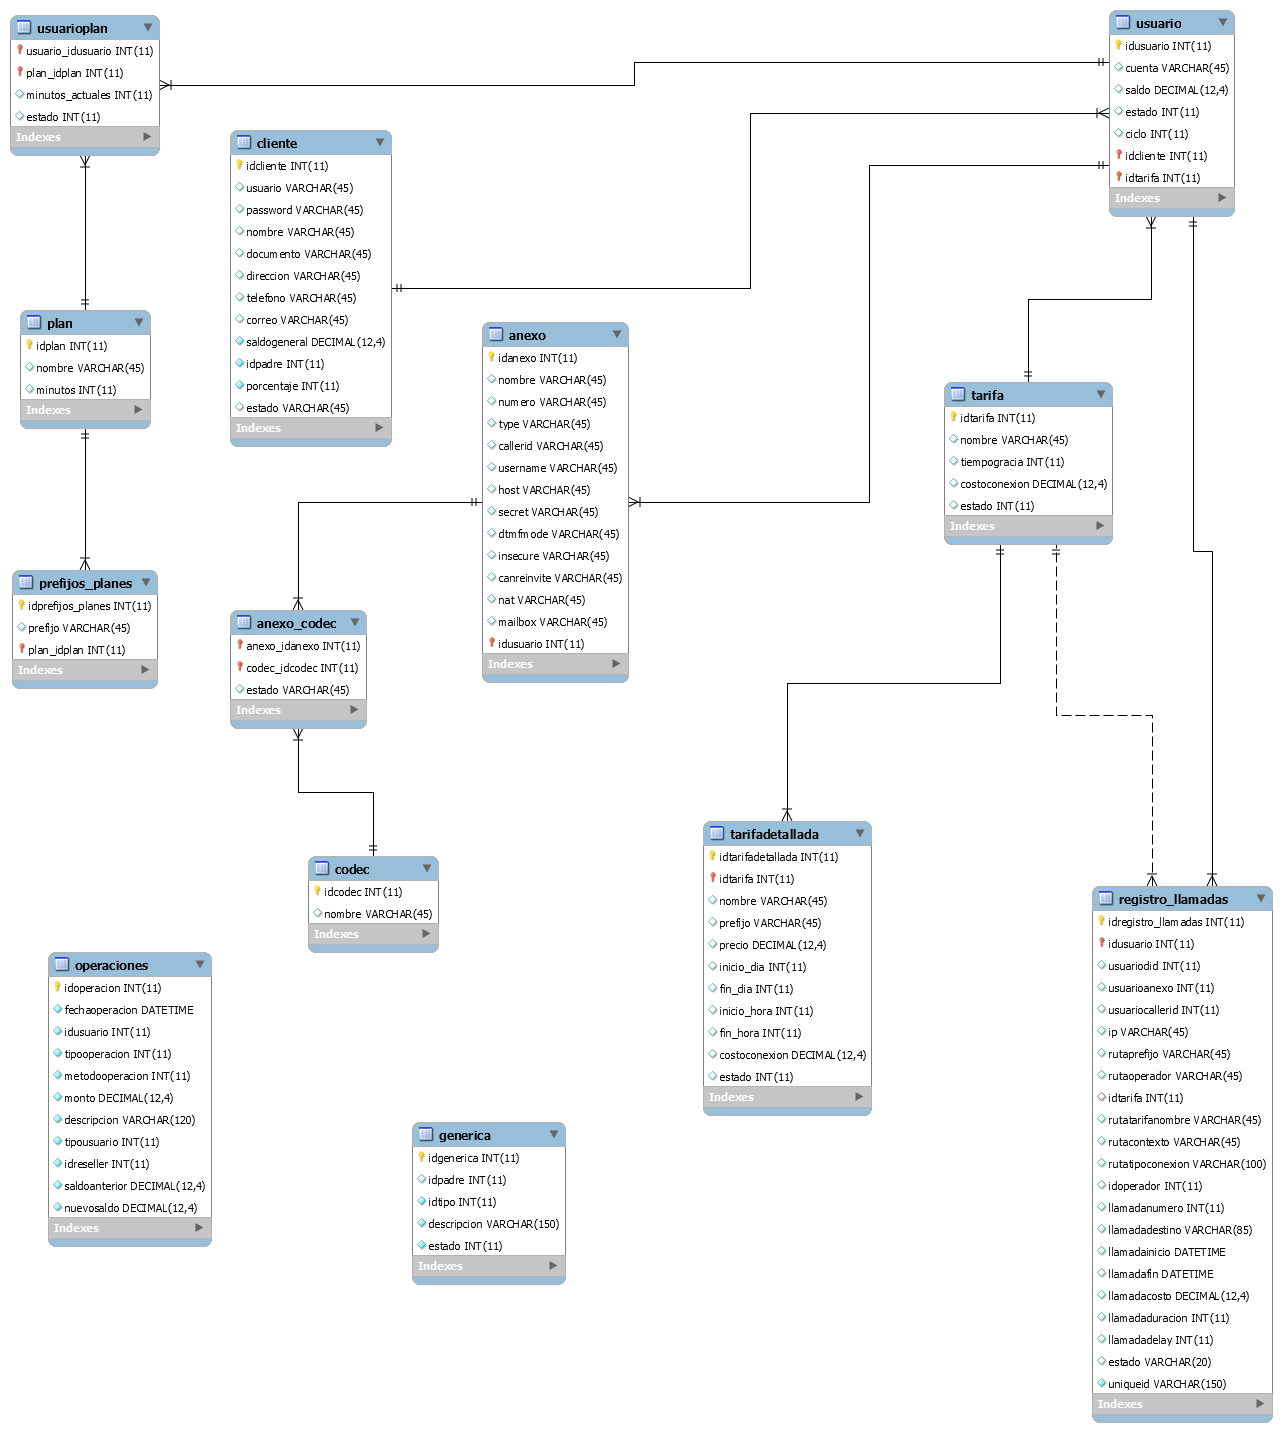 usuarioplan
usuario_idusuario INT(11)
plan_idplan INT(11)
minutos_actuales INT(11)
estado INT(11)
Indexes
usuario
idusuario INT(11)
cuenta VARCHAR(45)
saldo DECIMAL(12,4)
estado INT(11)
ciclo INT(11)
idcliente INT(11)
idtarifa INT(11)
Indexes
cliente
idcliente INT(11)
usuario VARCHAR(45)
password VARCHAR(45)
nombre VARCHAR(45)
documento VARCHAR(45)
direccion VARCHAR(45)
telefono VARCHAR(45)
correo VARCHAR(45)
saldogeneral DECIMAL(12,4)
idpadre INT(11)
porcentaje INT(11)
estado VARCHAR(45)
Indexes
plan
idplan INT(11)
nombre VARCHAR(45)
minutos INT(11)
Indexes
anexo
idanexo INT(11)
nombre VARCHAR(45)
numero VARCHAR(45)
type VARCHAR(45)
callerid VARCHAR(45)
username VARCHAR(45)
host VARCHAR(45)
secret VARCHAR(45)
dtmfmode VARCHAR(45)
insecure VARCHAR(45)
canreinvite VARCHAR(45)
nat VARCHAR(45)
mailbox VARCHAR(45)
idusuario INT(11)
Indexes
tarifa
idtarifa INT(11)
nombre VARCHAR(45)
tiempogracia INT(11)
costoconexion DECIMAL(12,4)
estado INT(11)
Indexes
prefijos_planes
idprefijos_planes INT(11)
prefijo VARCHAR(45)
plan_idplan INT(11)
Indexes
anexo_codec
anexo_idanexo INT(11)
codec_idcodec INT(11)
estado VARCHAR(45)
Indexes
codec
idcodec INT(11)
nombre VARCHAR(45)
Indexes
tarifadetallada
idtarifadetallada INT(11)
idtarifa INT(11)
nombre VARCHAR(45)
prefijo VARCHAR(45)
precio DECIMAL(12,4)
inicio_dia INT(11)
fin_dia INT(11)
inicio_hora INT(11)
fin_hora INT(11)
costoconexion DECIMAL(12,4)
estado INT(11)
Indexes
registro_llamadas
idregistro_llamadas INT(11)
idusuario INT(11)
usuariodid INT(11)
usuarioanexo INT(11)
usuariocallerid INT(11)
ip VARCHAR(45)
rutaprefijo VARCHAR(45)
rutaoperador VARCHAR(45)
idtarifa INT(11)
rutatarifanombre VARCHAR(45)
rutacontexto VARCHAR(45)
rutatipoconexion VARCHAR(100)
idoperador INT(11)
llamadanumero INT(11)
llamadadestino VARCHAR(85)
llamadainicio DATETIME
llamadafin DATETIME
llamadacosto DECIMAL(12,4)
llamadaduracion INT(11)
llamadadelay INT(11)
estado VARCHAR(20)
uniqueid VARCHAR(150)
Indexes
operaciones
idoperacion INT(11)
fechaoperacion DATETIME
idusuario INT(11)
tipooperacion INT(11)
metodooperacion INT(11)
monto DECIMAL(12,4)
descripcion VARCHAR(120)
tipousuario INT(11)
idreseller INT(11)
saldoanterior DECIMAL(12,4)
nuevosaldo DECIMAL(12,4)
Indexes
generica
idgenerica INT(11)
idpadre INT(11)
idtipo INT(11)
descripcion VARCHAR(150)
estado INT(11)
Indexes